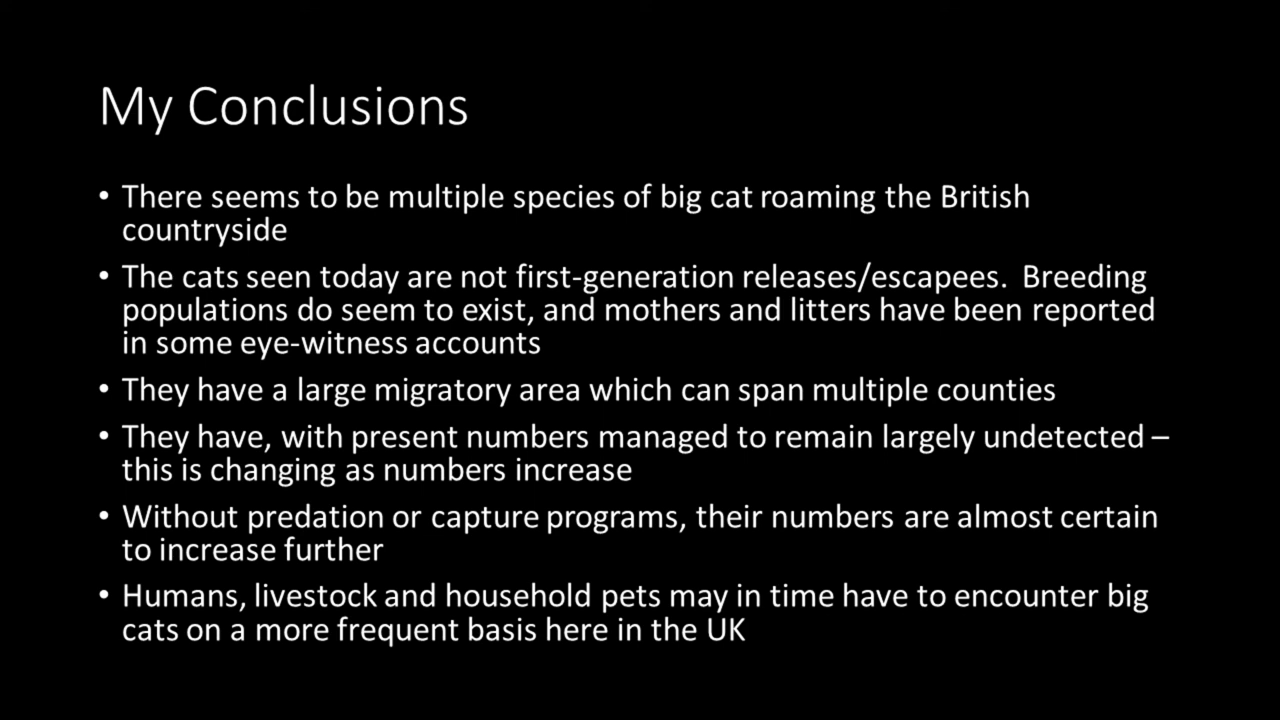 My Conclusions
• There seems to be multiple species of big cat roaming the British
countryside
• The cats seen today are not first-generation releases/escapees.  Breeding
populations do seem to exist, and mothers and litters have been reported
in some eye-witness accounts
• They have a large migratory area which can span multiple counties
• They have, with present numbers managed to remain largely undetected –
this is changing as numbers increase
• Without predation or capture programs, their numbers are almost certain
to increase further
• Humans, livestock and household pets may in time have to encounter big
cats on a more frequent basis here in the UK